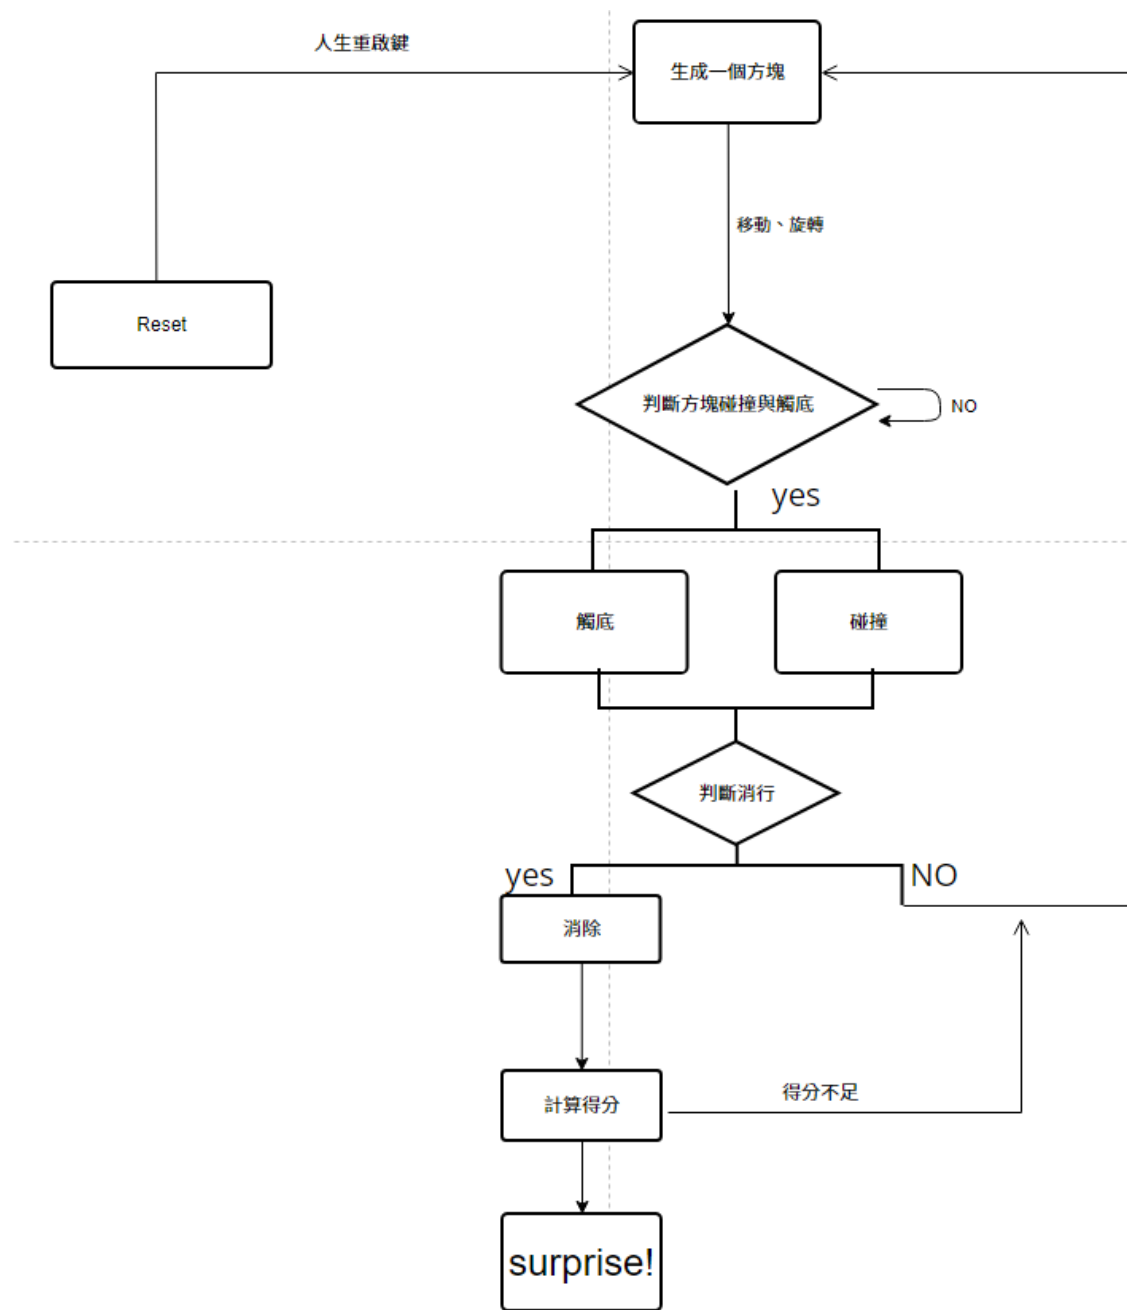 人生重啟鍵
生成一個方塊
移動、旋轉
Reset
判斷方塊碰撞與觸底
NO
yes
觸底
碰撞
判斷消行
yes
NO
消除
計算得分
得分不足
surprise!